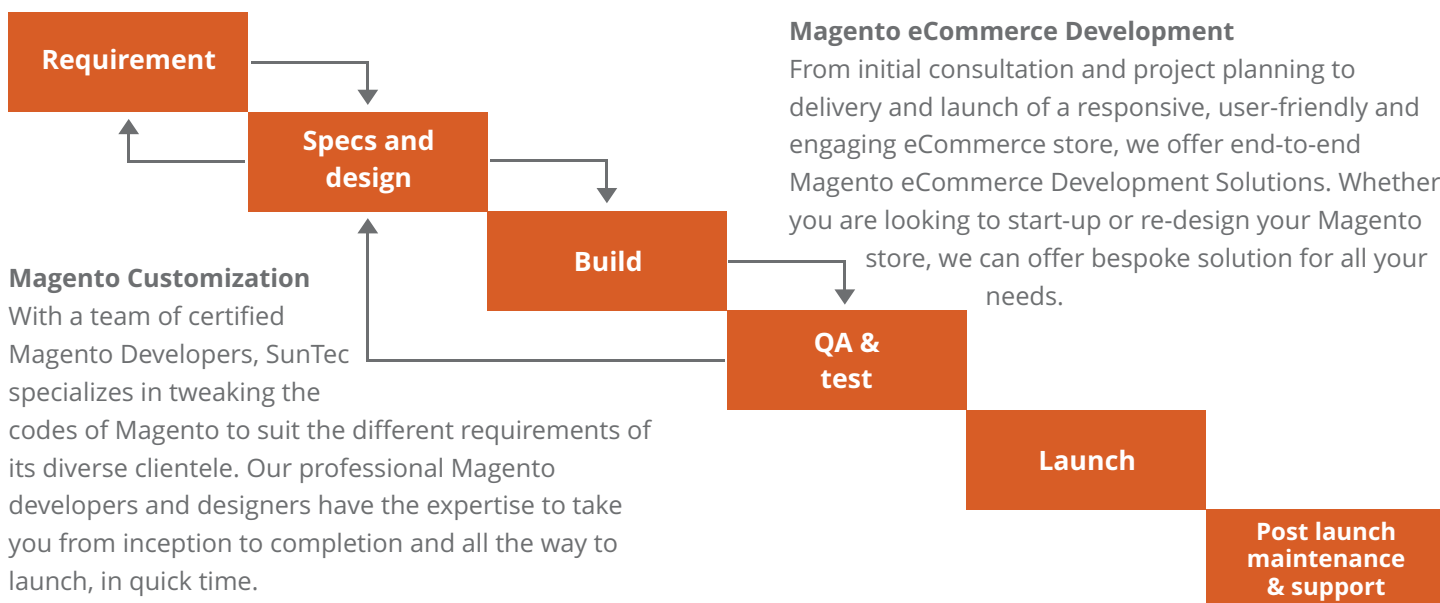 Requirement
Specs and
design
Build
QA &
test
Launch
Post launch
maintenance
& support
Magento eCommerce Development
From initial consultation and project planning to
delivery and launch of a responsive, user-friendly and
engaging eCommerce store, we offer end-to-end
Magento eCommerce Development Solutions. Whether
you are looking to start-up or re-design your Magento
store, we can offer bespoke solution for all your
needs.
Magento Customization
With a team of certified
Magento Developers, SunTec
specializes in tweaking the
codes of Magento to suit the different requirements of
its diverse clientele. Our professional Magento
developers and designers have the expertise to take
you from inception to completion and all the way to
launch, in quick time.